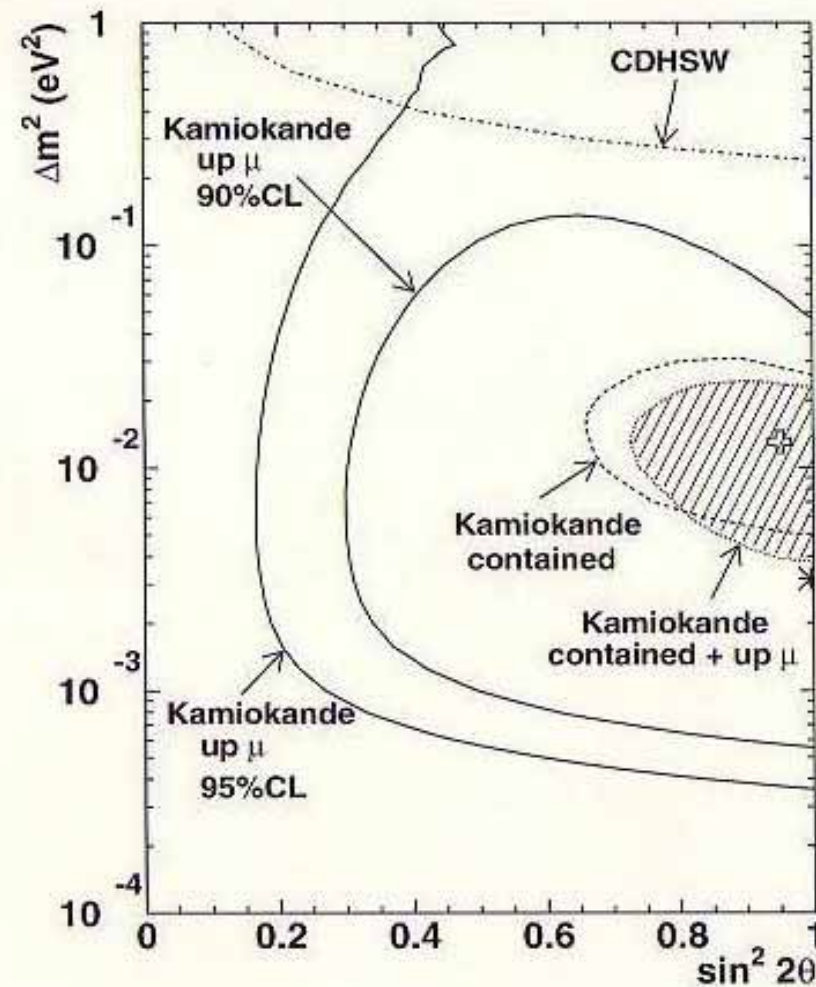 1
Δm² (eV²)
CDHSW
Kamiokande
up μ
90%CL
10⁻¹
10⁻²
Kamiokande
contained
Kamiokande
contained + up μ
10⁻³
Kamiokande
up μ
95%CL
10⁻⁴
0 0.2 0.4 0.6 0.8 1
sin² 2θ